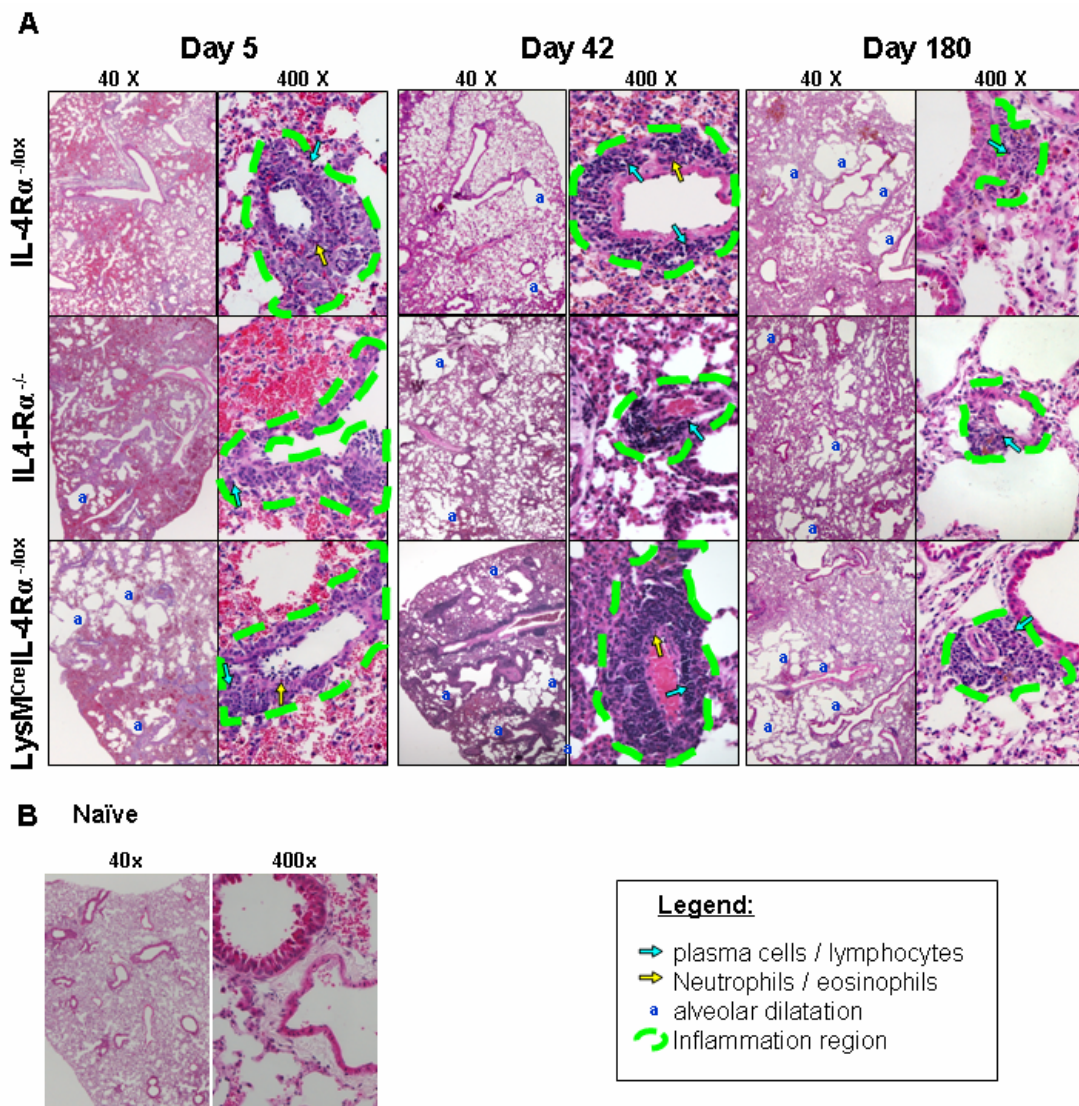 A
Day 5 Day 42 Day 180
40 X 400 X 40 X 400 X 40 X 400 X
IL-4Rα-/lox
a a a a a a
IL4-Rα-/-
a a a a a a
w
LysMCreIL-4Rα-/lox
a a a a a a a a a a a
B Naïve
40x 400x
Legend:
plasma cells / lymphocytes
Neutrophils / eosinophils
a alveolar dilatation
Inflammation region